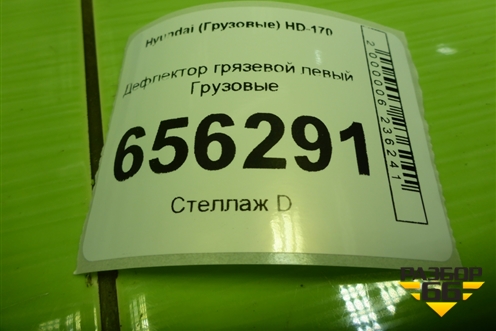 Hyundai (Грузовые) HD-170
Дефлектор грязевой левый
Грузовые
656291
Стеллаж D
2000006236241
РАЗБОР
66